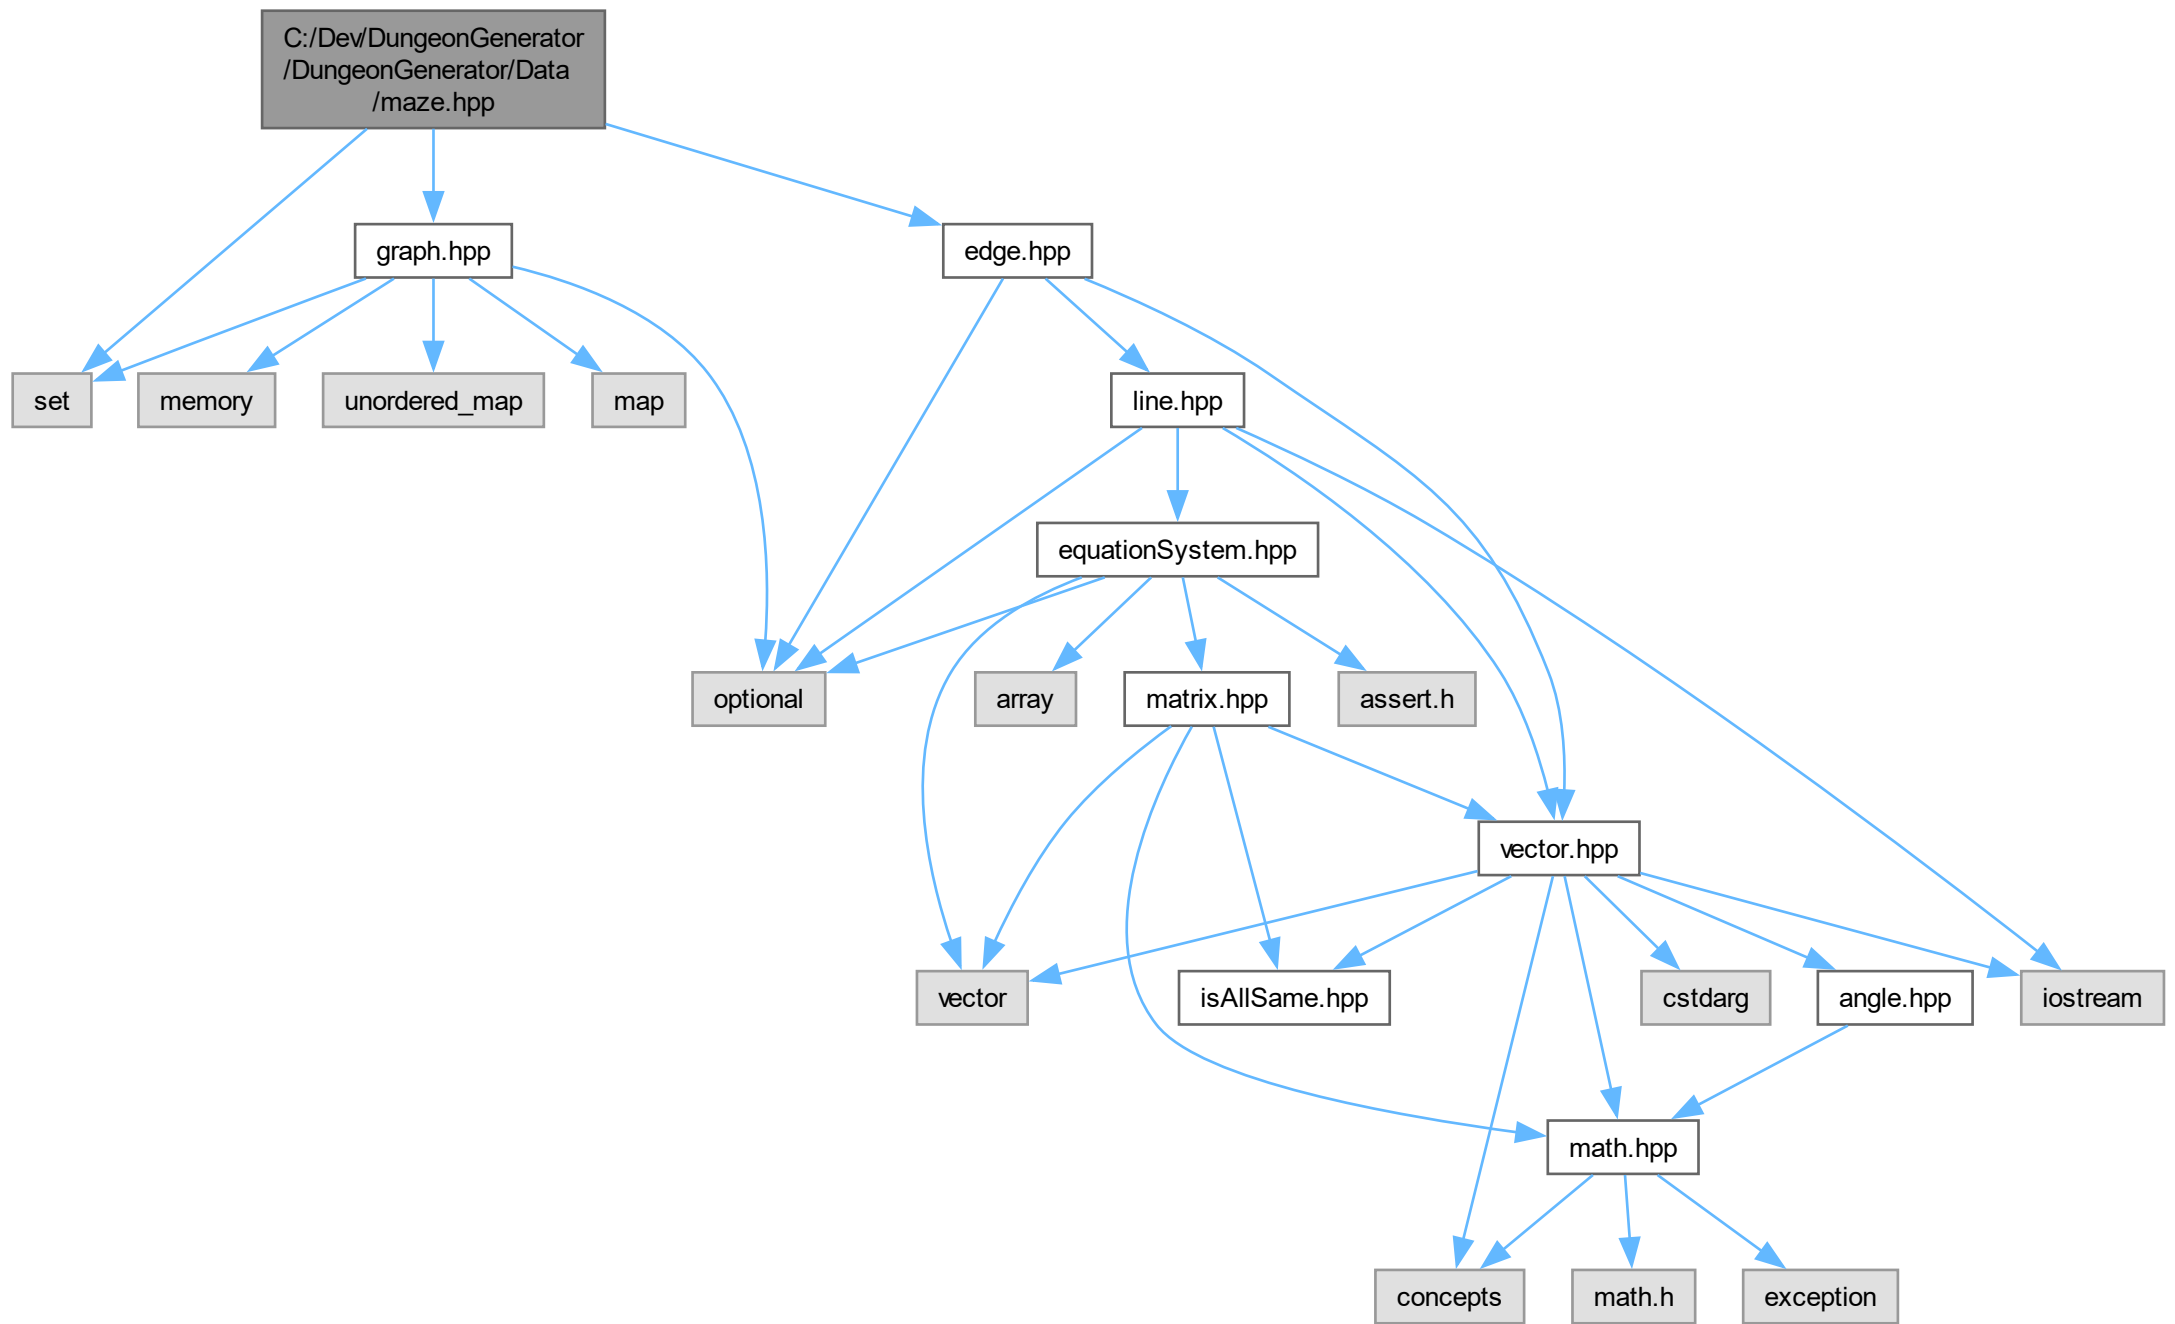 C:/Dev/DungeonGenerator
/DungeonGenerator/Data
/maze.hpp
graph.hpp
edge.hpp
set
memory
unordered_map
map
line.hpp
equationSystem.hpp
optional
array
matrix.hpp
assert.h
vector.hpp
vector
isAllSame.hpp
cstdarg
angle.hpp
iostream
math.hpp
concepts
math.h
exception